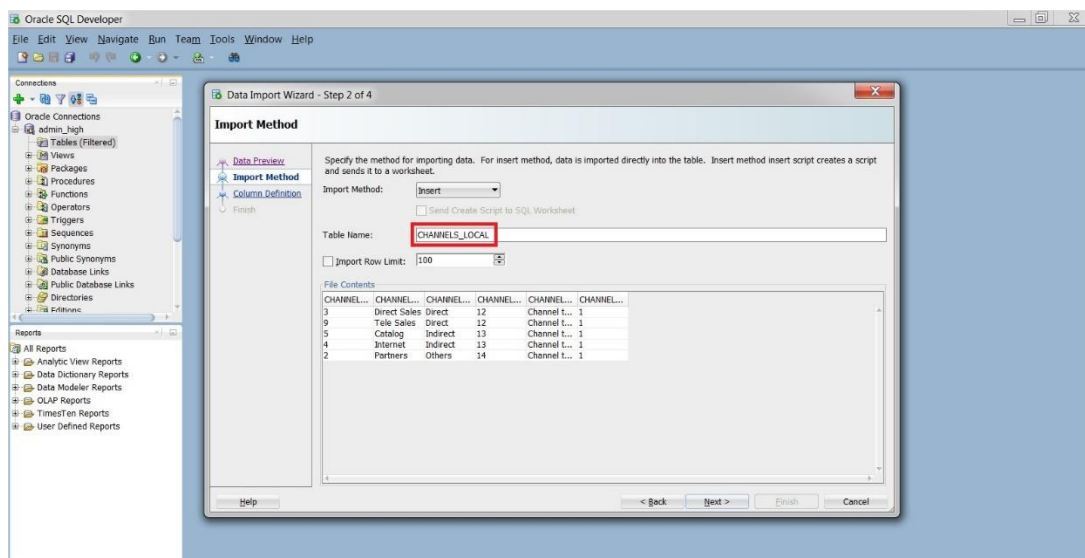 Oracle SQL Developer
File Edit View Navigate Run Team Tools Window Help
Connections
Oracle Connections
admin_high
Tables (Filtered)
Views
Packages
Procedures
Functions
Operators
Triggers
Sequences
Synonyms
Public Synonyms
Database Links
Public Database Links
Directories
Editions
Reports
All Reports
Analytic View Reports
Data Dictionary Reports
Data Modeler Reports
OLAP Reports
TimesTen Reports
User Defined Reports
Data Import Wizard - Step 2 of 4
Import Method
Data Preview
Import Method
Column Definition
Finish
Specify the method for importing data. For insert method, data is imported directly into the table. Insert method insert script creates a script
and sends it to a worksheet.
Import Method: Insert
Send Create Script to SQL Worksheet
Table Name: CHANNELS_LOCAL
Import Row Limit: 100
File Contents
CHANNEL... CHANNEL... CHANNEL... CHANNEL... CHANNEL... CHANNEL...
3 Direct Sales Direct 12 Channel t... 1
9 Tele Sales Direct 12 Channel t... 1
5 Catalog Indirect 13 Channel t... 1
4 Internet Indirect 13 Channel t... 1
2 Partners Others 14 Channel t... 1
Help < Back Next > Finish Cancel